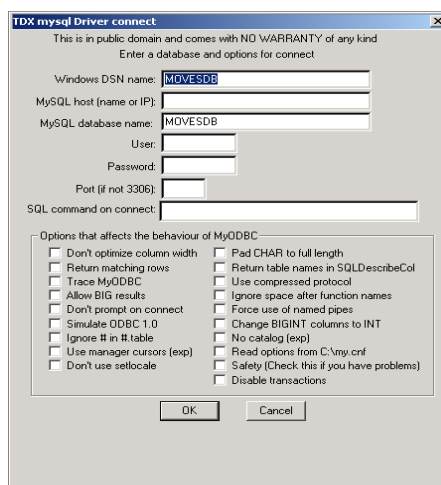 TDX mysql Driver connect
This is in public domain and comes with NO WARRANTY of any kind
Enter a database and options for connect
Windows DSN name: MOVESDB
MySQL host (name or IP):
MySQL database name: MOVESDB
User:
Password:
Port (if not 3306):
SQL command on connect:
Options that affects the behaviour of MyODBC
Don't optimize column width
Return matching rows
Trace MyODBC
Allow BIG results
Don't prompt on connect
Simulate ODBC 1.0
Ignore # in #.table
Use manager cursors (exp)
Don't use setlocale
Pad CHAR to full length
Return table names in SQLDescribeCol
Use compressed protocol
Ignore space after function names
Force use of named pipes
Change BIGINT columns to INT
No catalog (exp)
Read options from C:\my.cnf
Safety (Check this if you have problems)
Disable transactions
OK Cancel